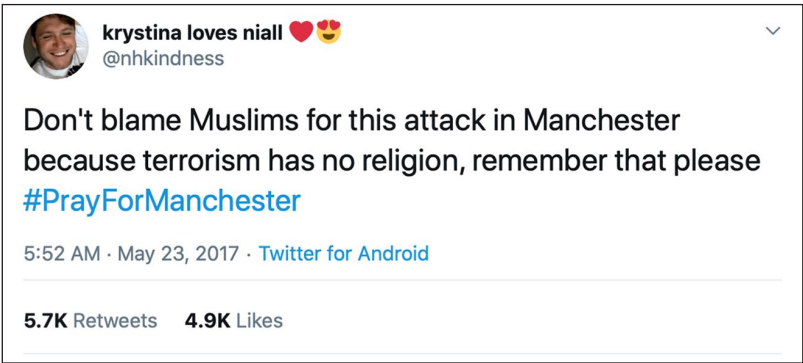 krystina loves niall ❤️😍
@nhkindness
Don't blame Muslims for this attack in Manchester
because terrorism has no religion, remember that please
#PrayForManchester
5:52 AM · May 23, 2017 · Twitter for Android
5.7K Retweets 4.9K Likes